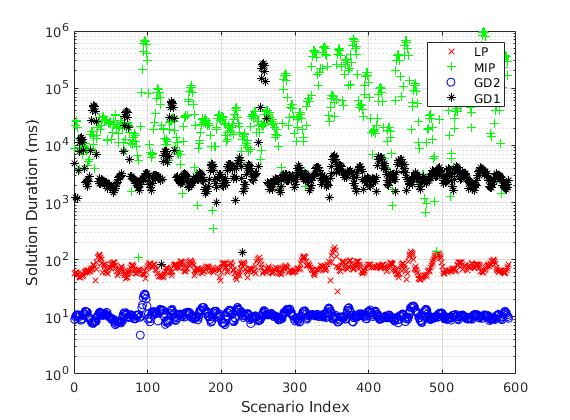 10^6
10^5
10^4
10^3
10^2
10^1
10^0
Solution Duration (ms)
LP
MIP
GD2
GD1
0 100 200 300 400 500 600
Scenario Index